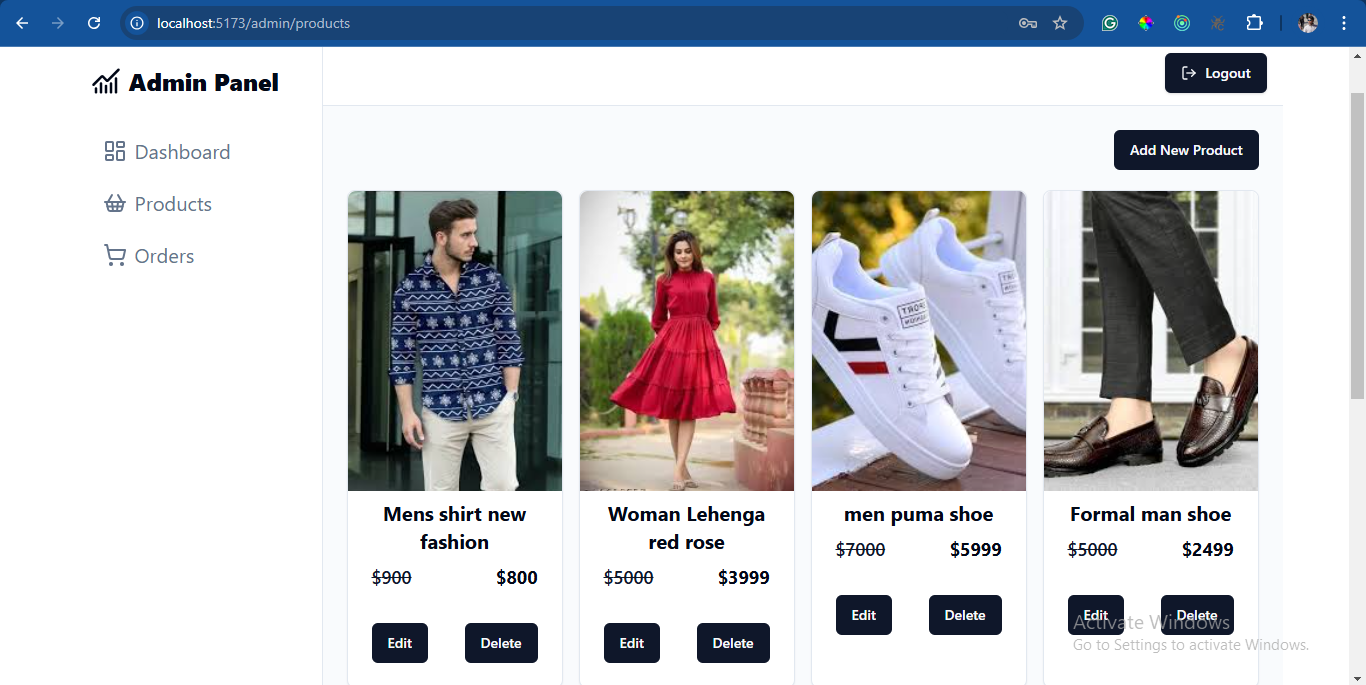 localhost:5173/admin/products
Admin Panel
Logout
Dashboard
Products
Orders
Add New Product
Mens shirt new
fashion
$900 $800
Edit Delete
Woman Lehenga
red rose
$5000 $3999
Edit Delete
men puma shoe
$7000 $5999
Edit Delete
Formal man shoe
$5000 $2499
Edit Delete
Activate Windows
Go to Settings to activate Windows.